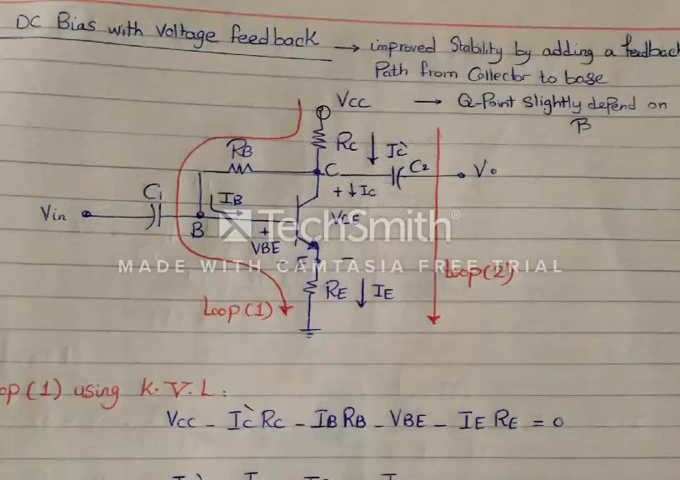 DC Bias with Voltage feedback → improved Stability by adding a feedback
Path from Collector to base
→ Q-Point slightly depend on
β
Vcc
RC
Ic'
RB
C
C2
Vo
C1
IB
+ ↓ Ic
Vin
B
VCE
TechSmith®
+
VBE
-
E
-
MADE WITH CAMTASIA FREE TRIAL
Loop(2)
RE ↓ IE
Loop(1)
oop(1) using K.V.L:
Vcc - Ic' Rc - IB RB - VBE - IE RE = 0